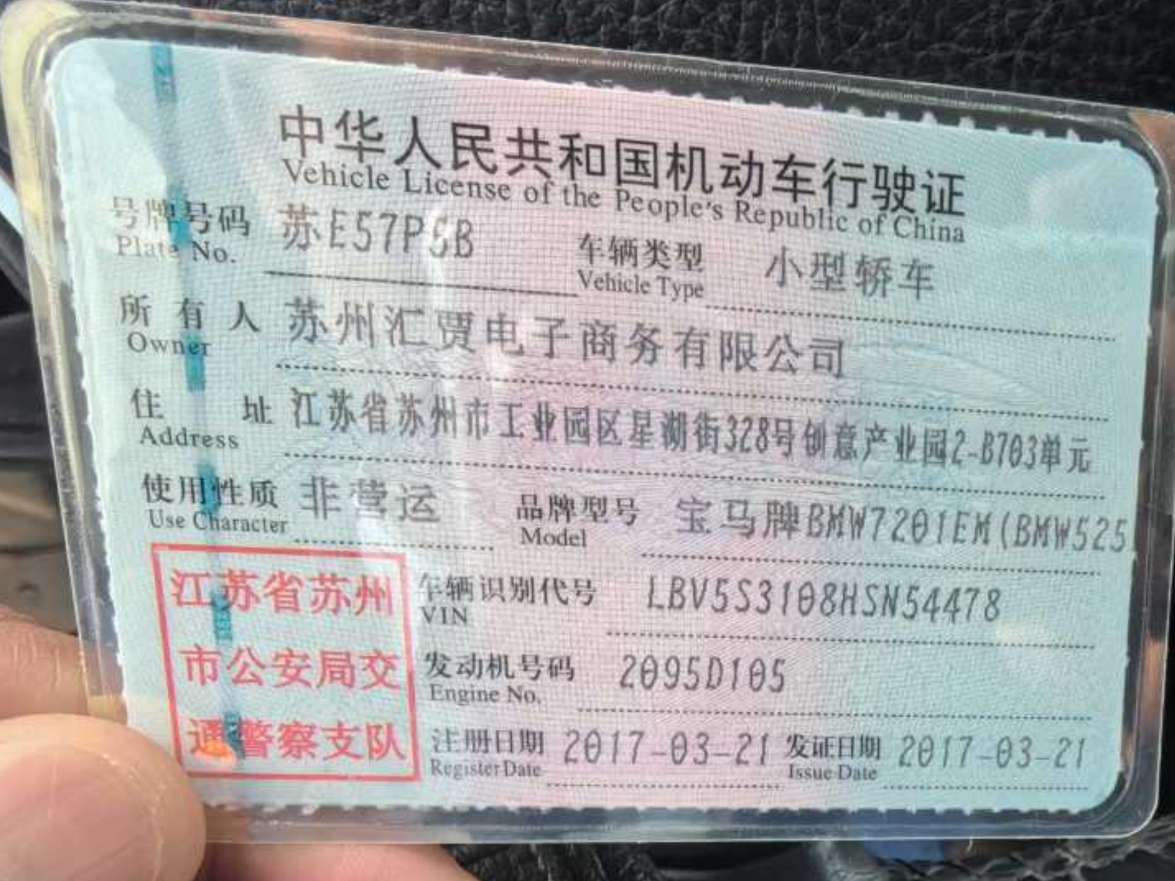 中华人民共和国机动车行驶证
Vehicle License of the People's Republic of China
号牌号码 苏E57P5B 车辆类型 小型轿车
Plate No. Vehicle Type
所有人 苏州汇贾电子商务有限公司
Owner
住址 江苏省苏州市工业园区星湖街328号创意产业园2-B703单元
Address
使用性质 非营运 品牌型号 宝马牌BMW7201EM(BMW525
Use Character Model
江苏省苏州 车辆识别代号 LBV5S3108HSN54478
VIN
市公安局交 发动机号码 2095D105
Engine No.
通警察支队 注册日期 2017-03-21 发证日期 2017-03-21
Register Date Issue Date